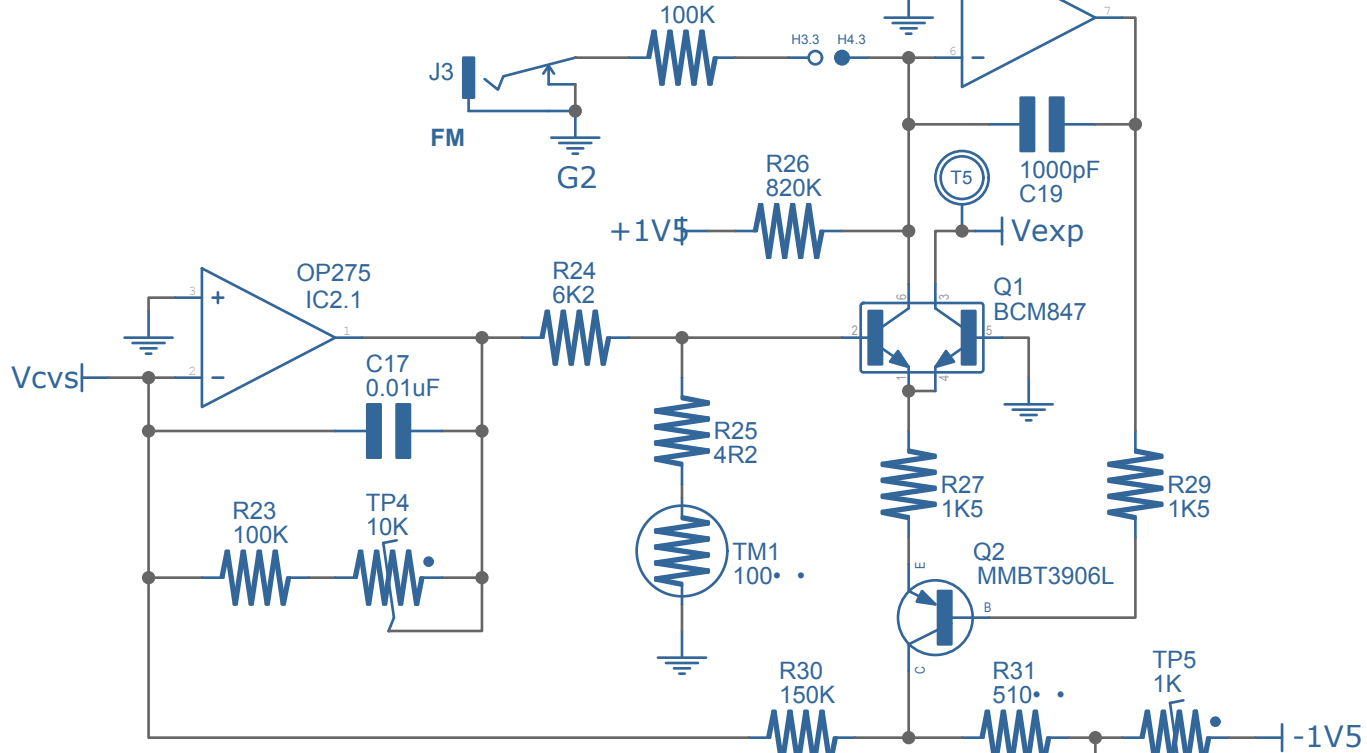 7
100K
H3.3
H4.3
6
J3
FM
G2
1000pF
C19
T5
R26
820K
+1V5
Vexp
OP275
IC2.1
R24
6K2
Q1
BCM847
3
+
1
2
-
Vcvs
C17
0.01uF
6
3
2
5
1
4
R25
4R2
R27
1K5
R29
1K5
R23
100K
TP4
10K
TM1
100
Q2
MMBT3906L
E
B
C
R30
150K
R31
510
TP5
1K
-1V5